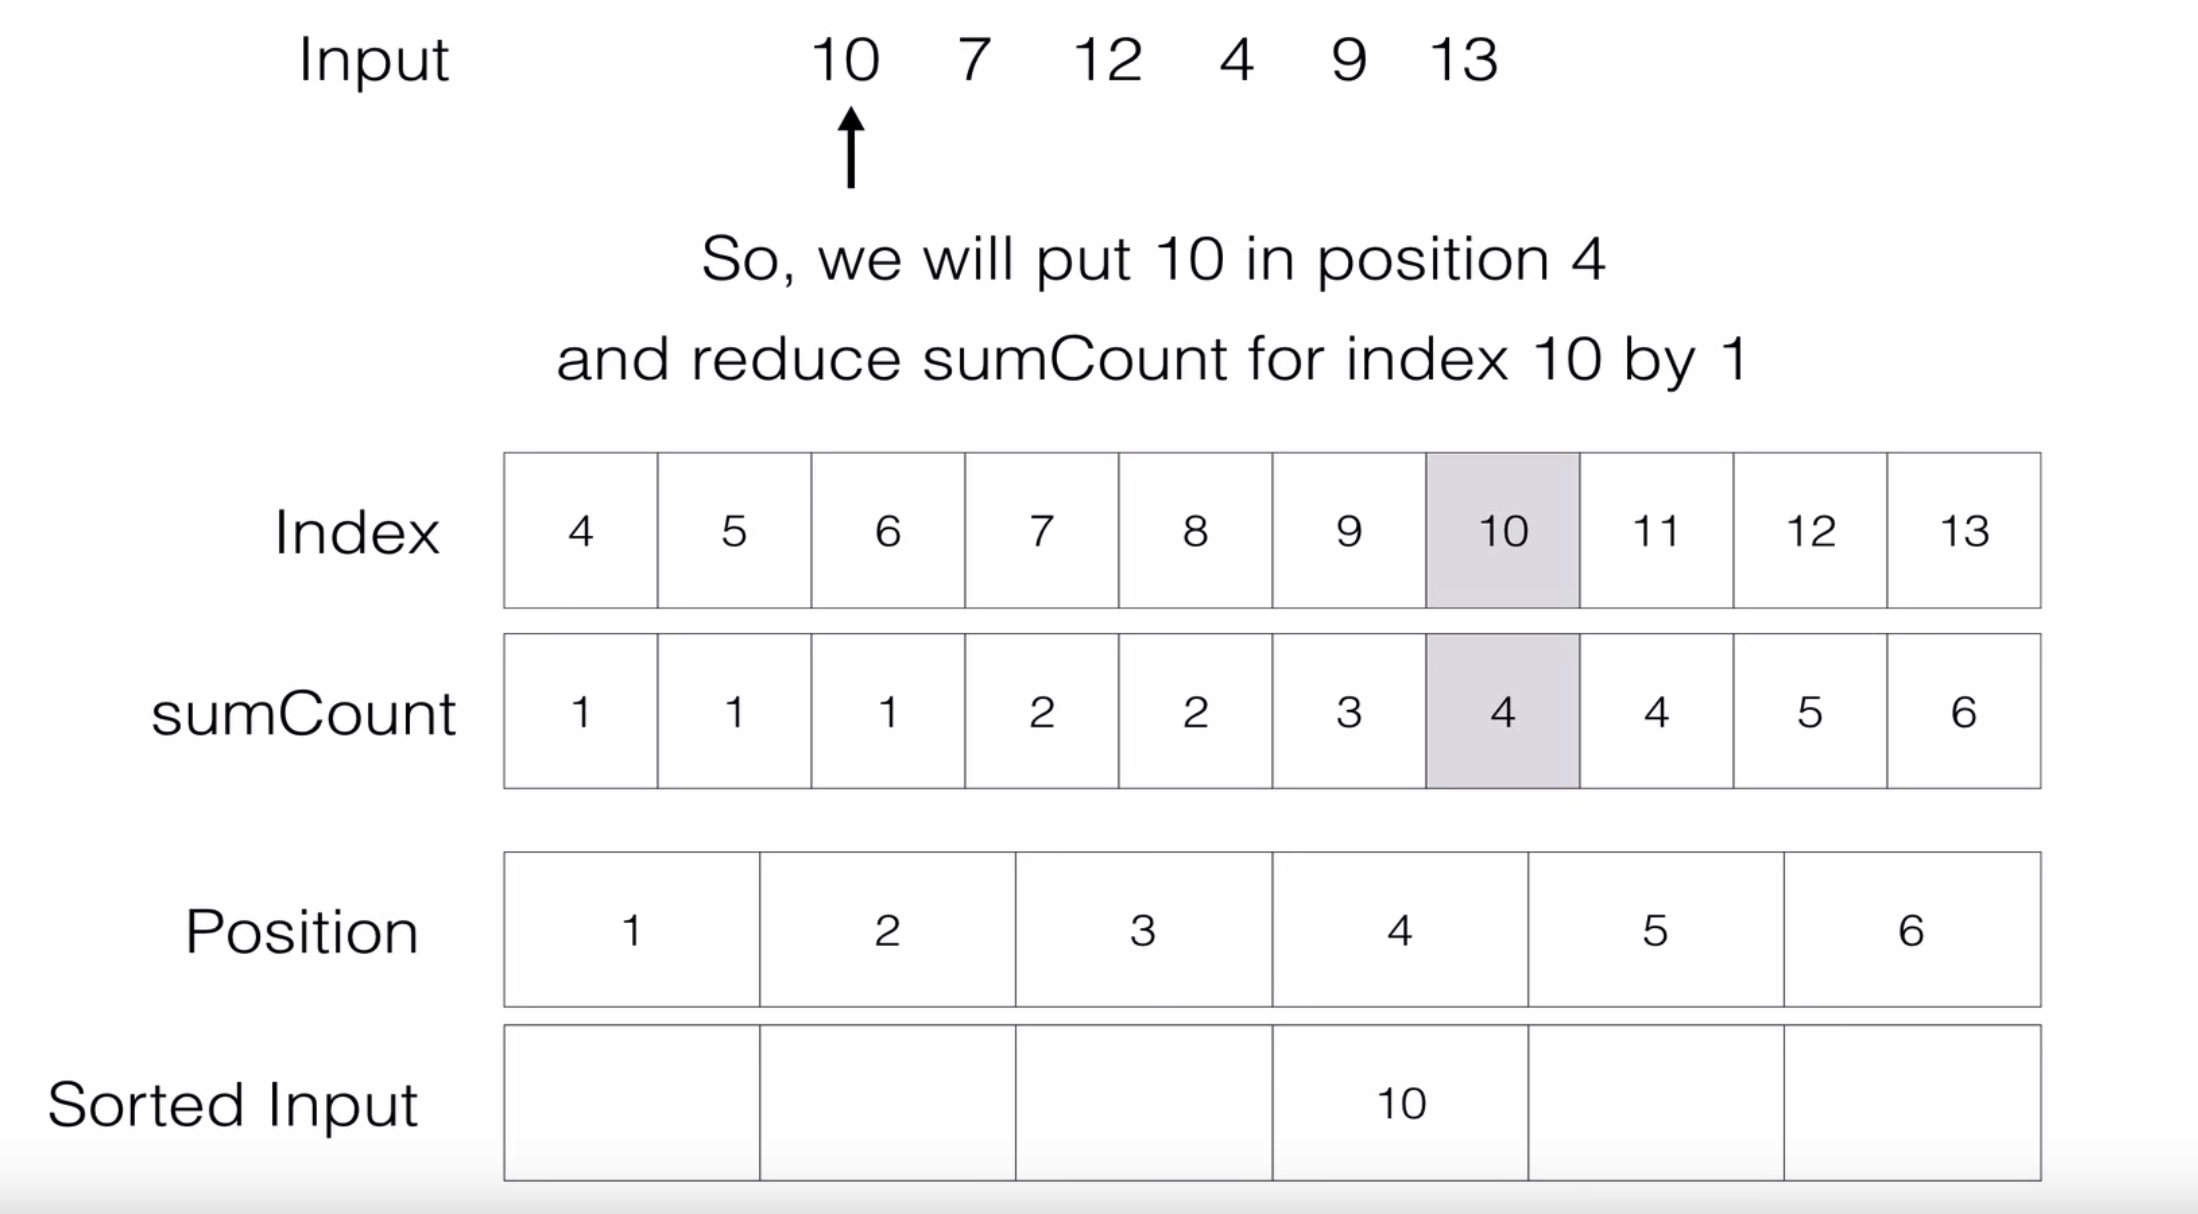 Input 10 7 12 4 9 13
So, we will put 10 in position 4
and reduce sumCount for index 10 by 1
Index 4 5 6 7 8 9 10 11 12 13
sumCount 1 1 1 2 2 3 4 4 5 6
Position 1 2 3 4 5 6
Sorted Input 10